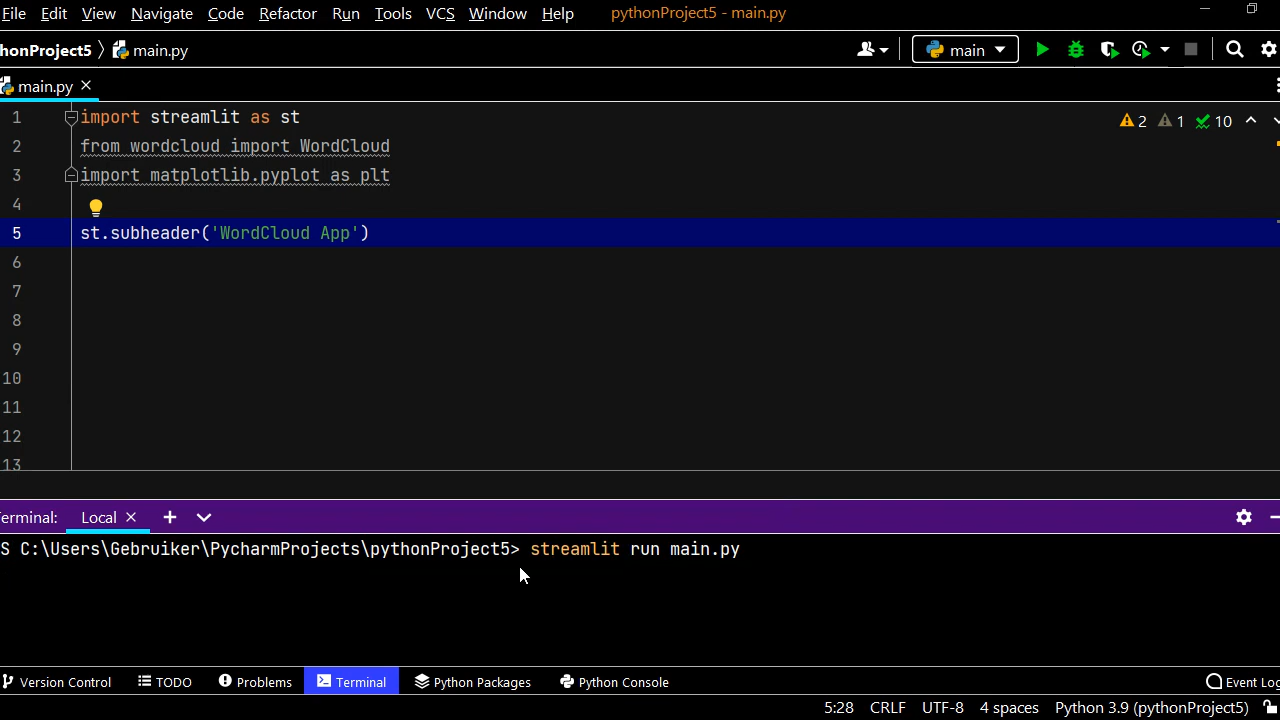 File Edit View Navigate Code Refactor Run Tools VCS Window Help pythonProject5 - main.py
honProject5 main.py main
main.py
1 import streamlit as st
2 from wordcloud import WordCloud
3 import matplotlib.pyplot as plt
4
5 st.subheader('WordCloud App')
6
7
8
9
10
11
12
13
2 1 10
erminal: Local
S C:\Users\Gebruiker\PycharmProjects\pythonProject5> streamlit run main.py
Version Control TODO Problems Terminal Python Packages Python Console Event Log
5:28 CRLF UTF-8 4 spaces Python 3.9 (pythonProject5)